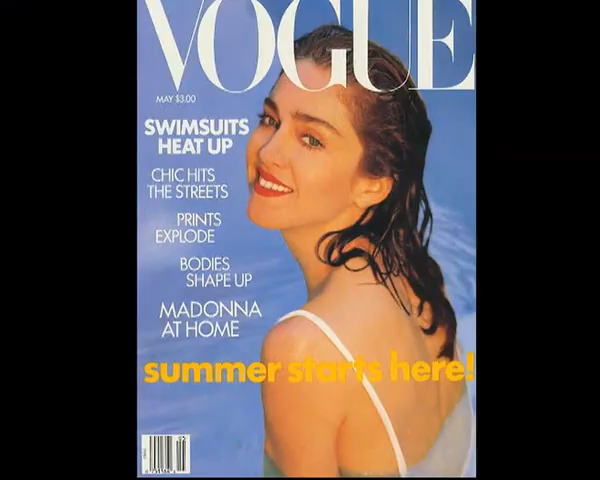 VOGUE
MAY $3.00
SWIMSUITS
HEAT UP
CHIC HITS
THE STREETS
PRINTS
EXPLODE
BODIES
SHAPE UP
MADONNA
AT HOME
summer starts here!
05